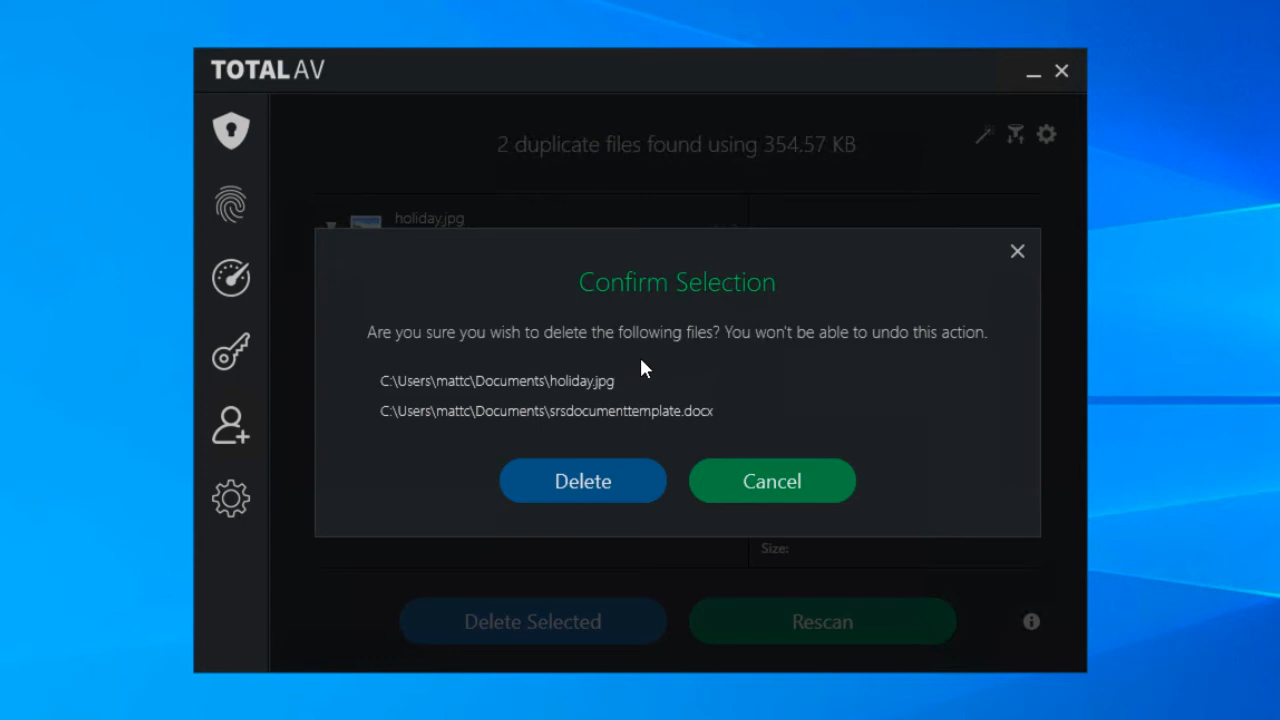 TOTAL AV
2 duplicate files found using 354.57 KB
holiday.jpg
Confirm Selection
Are you sure you wish to delete the following files? You won't be able to undo this action.
C:\Users\mattc\Documents\holiday.jpg
C:\Users\mattc\Documents\srsdocumenttemplate.docx
Delete
Cancel
Size:
Delete Selected
Rescan